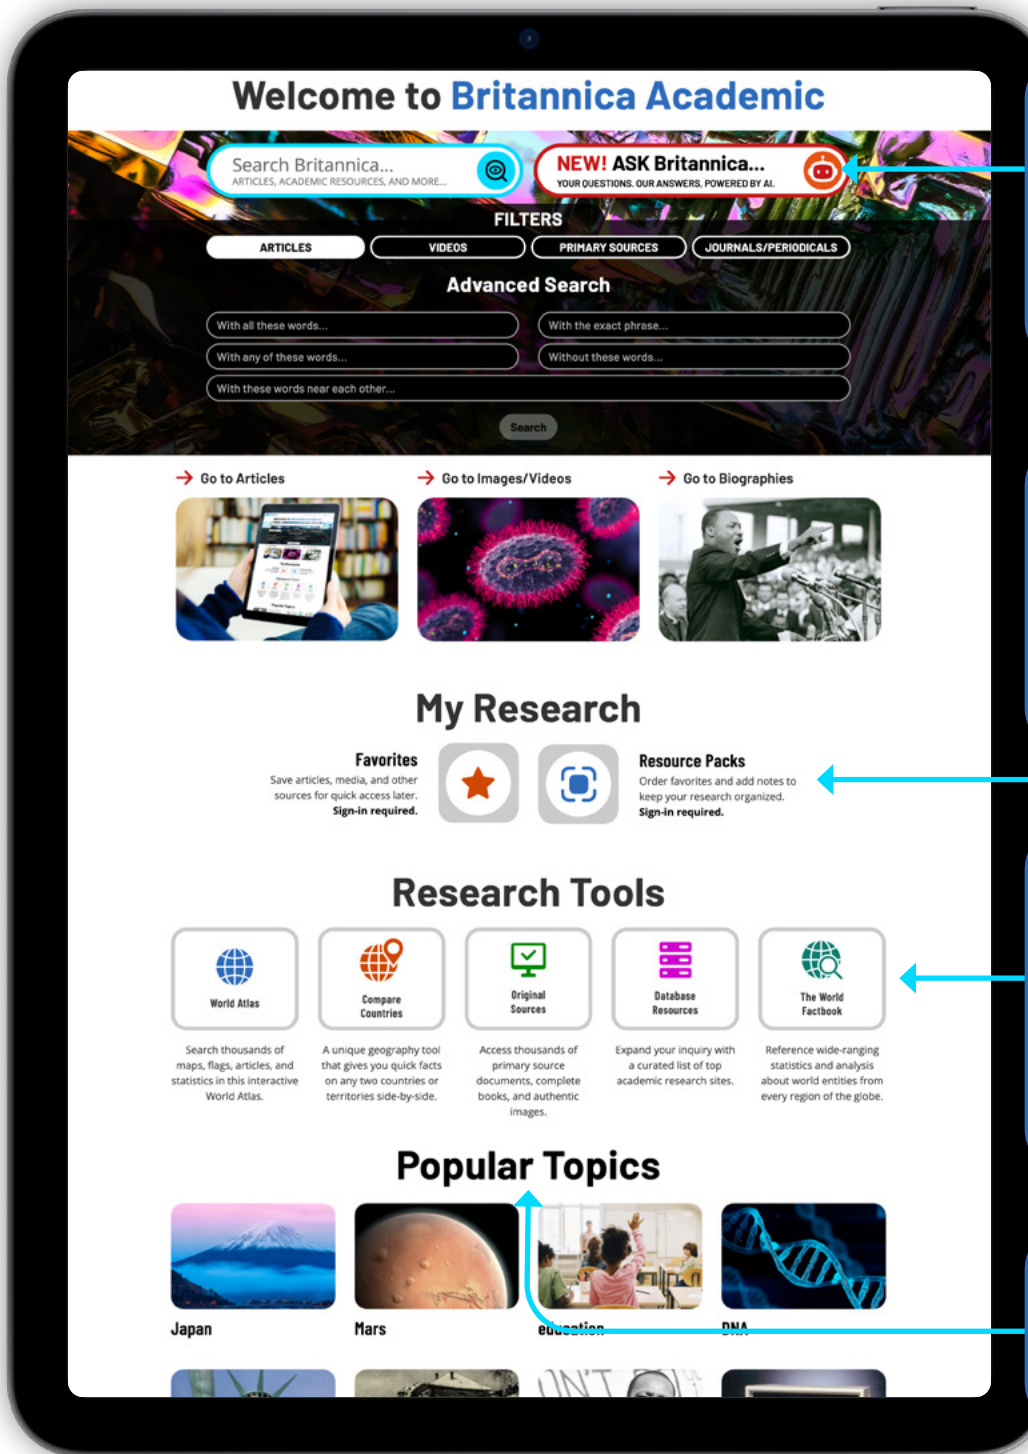 Welcome to Britannica Academic
Search Britannica...
ARTICLES, ACADEMIC RESOURCES, AND MORE...
NEW! ASK Britannica...
YOUR QUESTIONS. OUR ANSWERS, POWERED BY AI.
FILTERS
ARTICLES
VIDEOS
PRIMARY SOURCES
JOURNALS/PERIODICALS
Advanced Search
With all these words...
With the exact phrase...
With any of these words...
Without these words...
With these words near each other...
Search
Go to Articles
Go to Images/Videos
Go to Biographies
My Research
Favorites
Save articles, media, and other
sources for quick access later.
Sign-in required.
Resource Packs
Order favorites and add notes to
keep your research organized.
Sign-in required.
Research Tools
World Atlas
Search thousands of
maps, flags, articles, and
statistics in this interactive
World Atlas.
Compare
Countries
A unique geography tool
that gives you quick facts
on any two countries or
territories side-by-side.
Original
Sources
Access thousands of
primary source
documents, complete
books, and authentic
images.
Database
Resources
Expand your inquiry with
a curated list of top
academic research sites.
The World
Factbook
Reference wide-ranging
statistics and analysis
about world entities from
every region of the globe.
Popular Topics
Japan
Mars
education
DNA